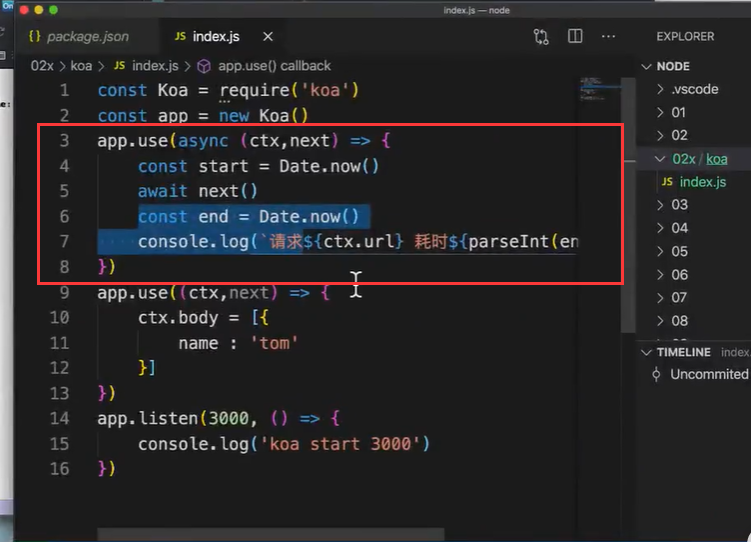 index.js — node
{} package.json
JS index.js ×
02x > koa > JS index.js > app.use() callback
1 const Koa = require('koa')
2 const app = new Koa()
3 app.use(async (ctx,next) => {
4 const start = Date.now()
5 await next()
6 const end = Date.now()
7 console.log(`请求${ctx.url} 耗时${parseInt(en
8 })
9 app.use((ctx,next) => {
10 ctx.body = [{
11 name : 'tom'
12 }]
13 })
14 app.listen(3000, () => {
15 console.log('koa start 3000')
16 })
EXPLORER
NODE
.vscode
01
02
02x / koa
JS index.js
03
04
05
06
07
08
TIMELINE index.
Uncommited